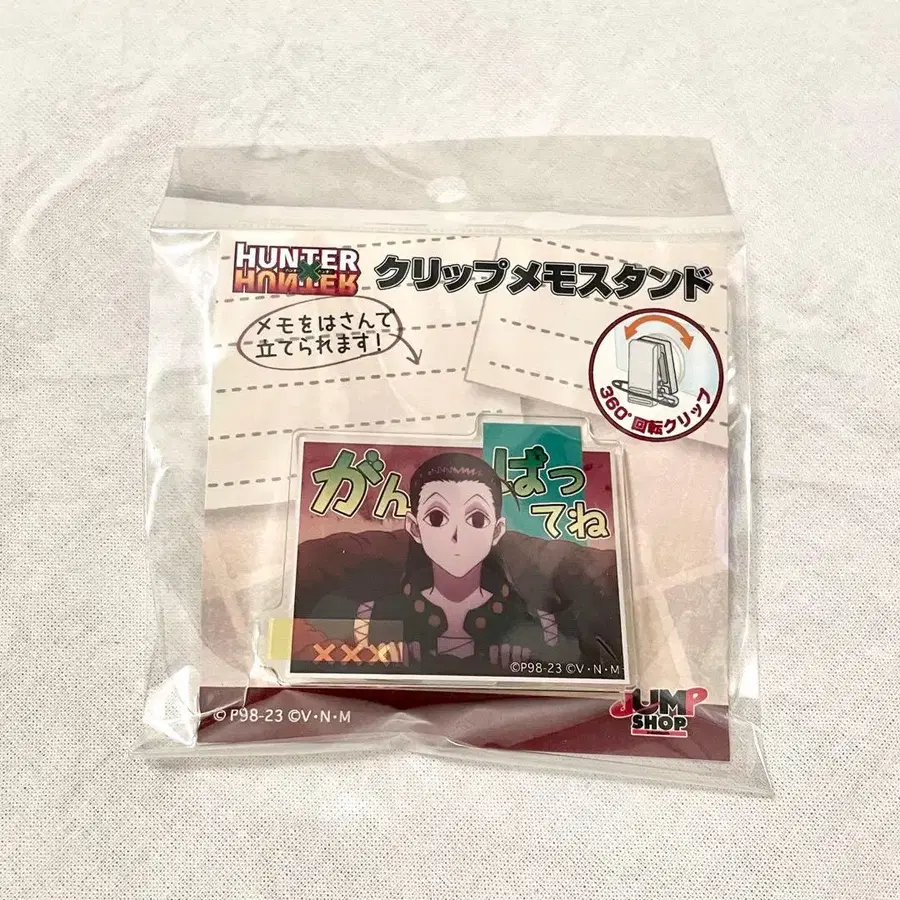 HUNTER
HUNTER
クリップメモスタンド
メモをはさんで
立てられます!
360°回転クリップ
がんばっ
てね
×××
©P98-23 ©V・N・M
© P98-23 ©V・N・M
JUMP
SHOP